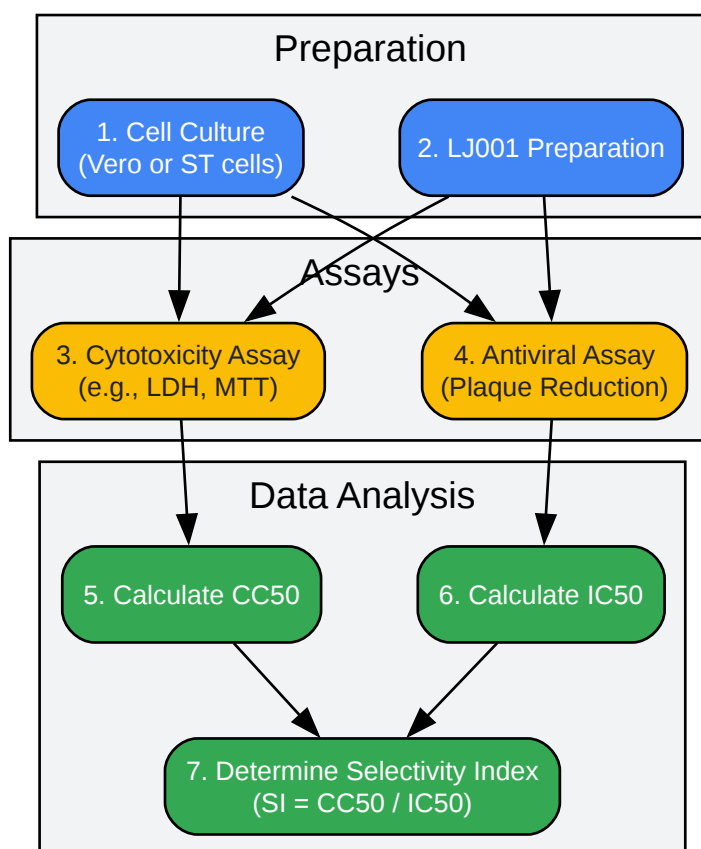 Preparation
1. Cell Culture
(Vero or ST cells)
2. LJ001 Preparation
Assays
3. Cytotoxicity Assay
(e.g., LDH, MTT)
4. Antiviral Assay
(Plaque Reduction)
Data Analysis
5. Calculate CC50
6. Calculate IC50
7. Determine Selectivity Index
(SI = CC50 / IC50)